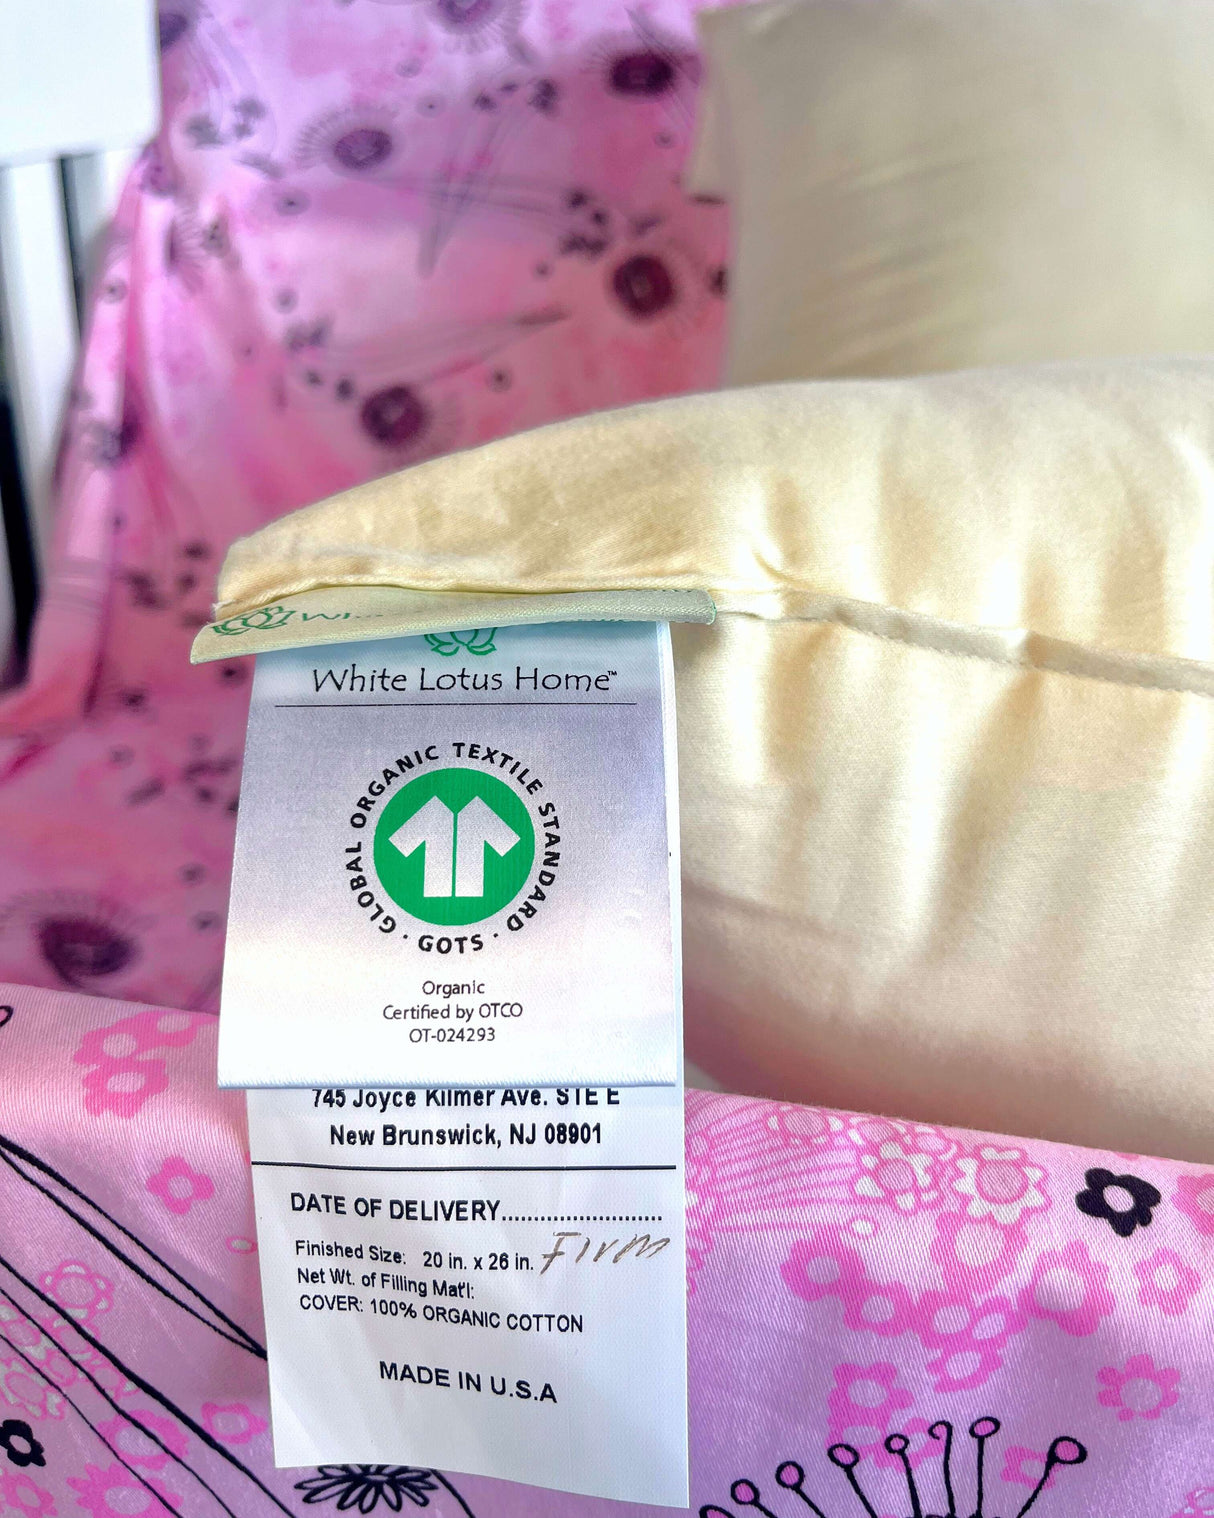 White Lotus Home™
GLOBAL ORGANIC TEXTILE STANDARD · GOTS ·
Organic
Certified by OTCO
OT-024293
745 Joyce Kilmer Ave. STE E
New Brunswick, NJ 08901
DATE OF DELIVERY..........................
Finished Size: 20 in. x 26 in. Firm
Net Wt. of Filling Mat'l:
COVER: 100% ORGANIC COTTON
MADE IN U.S.A